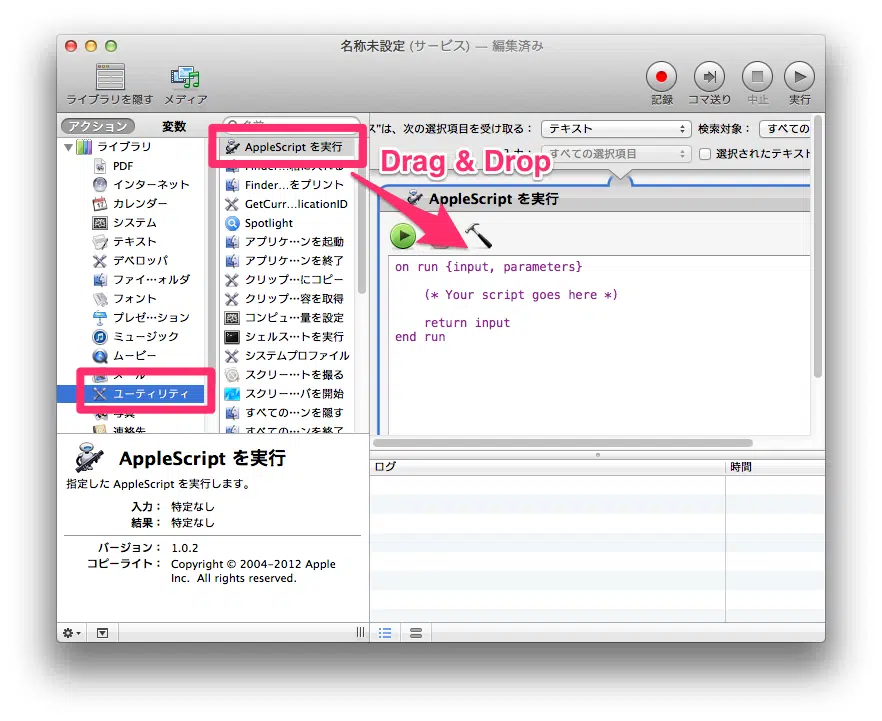 名称未設定 (サービス) — 編集済み
ライブラリを隠す メディア 記録 コマ送り 中止 実行
アクション 変数 名前
ス"は、次の選択項目を受け取る： テキスト 検索対象： すべての
すべての選択項目 選択されたテキスト
Drag & Drop
ライブラリ
PDF
インターネット
カレンダー
システム
テキスト
デベロッパ
ファイ…ォルダ
フォント
プレゼ…ション
ミュージック
ムービー
メール
ユーティリティ
写真
連絡先
AppleScript を実行
Finder…をプリント
GetCurr…licationID
Spotlight
アプリケ…ンを起動
アプリケ…ンを終了
クリップ…にコピー
クリップ…容を取得
コンピュ…量を設定
シェルス…トを実行
システムプロファイル
スクリー…トを撮る
スクリー…バを開始
すべての…ンを隠す
すべての…ンを終了
AppleScript を実行
on run {input, parameters}
(* Your script goes here *)
return input
end run
AppleScript を実行
指定した AppleScript を実行します。
入力： 特定なし
結果： 特定なし
バージョン： 1.0.2
コピーライト： Copyright © 2004-2012 Apple
Inc. All rights reserved.
ログ 時間